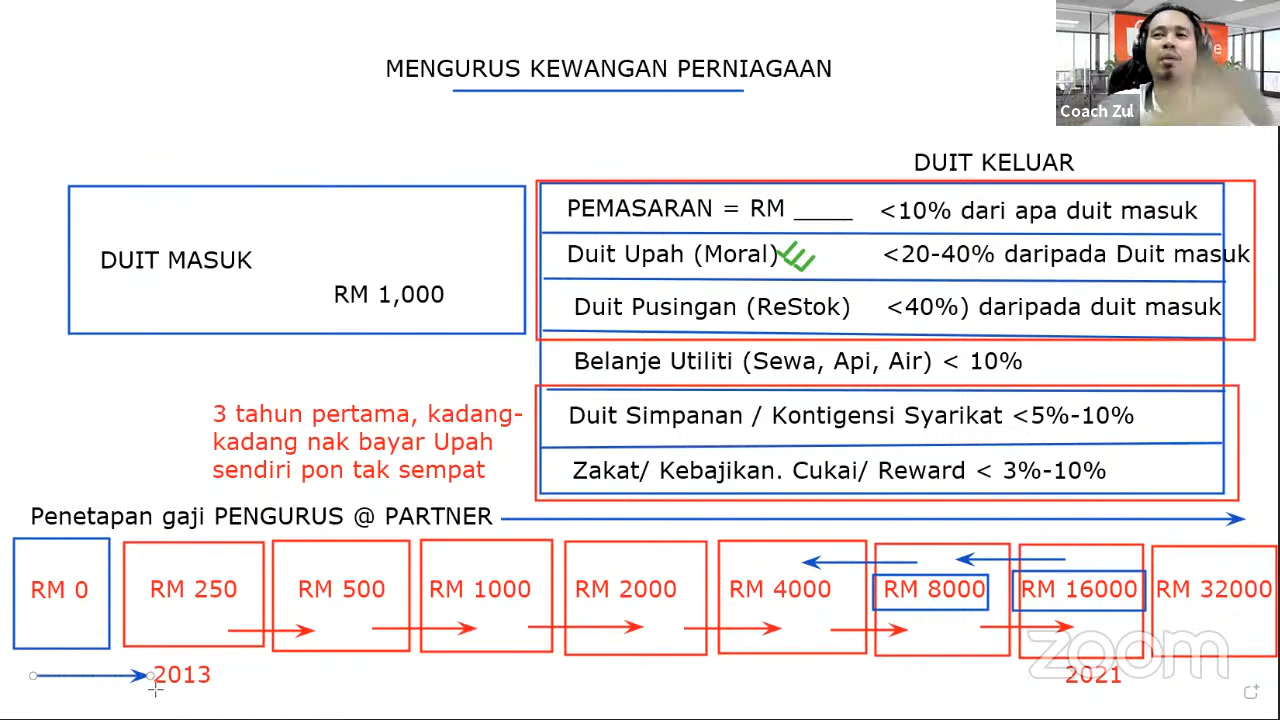 MENGURUS KEWANGAN PERNIAGAAN
Coach Zul
DUIT KELUAR
DUIT MASUK
RM 1,000
PEMASARAN = RM ____ <10% dari apa duit masuk
Duit Upah (Moral) <20-40% daripada Duit masuk
Duit Pusingan (ReStok) <40%) daripada duit masuk
Belanje Utiliti (Sewa, Api, Air) < 10%
Duit Simpanan / Kontigensi Syarikat <5%-10%
Zakat/ Kebajikan. Cukai/ Reward < 3%-10%
3 tahun pertama, kadang-
kadang nak bayar Upah
sendiri pon tak sempat
Penetapan gaji PENGURUS @ PARTNER
RM 0 RM 250 RM 500 RM 1000 RM 2000 RM 4000 RM 8000 RM 16000 RM 32000
2013 2021
zoom